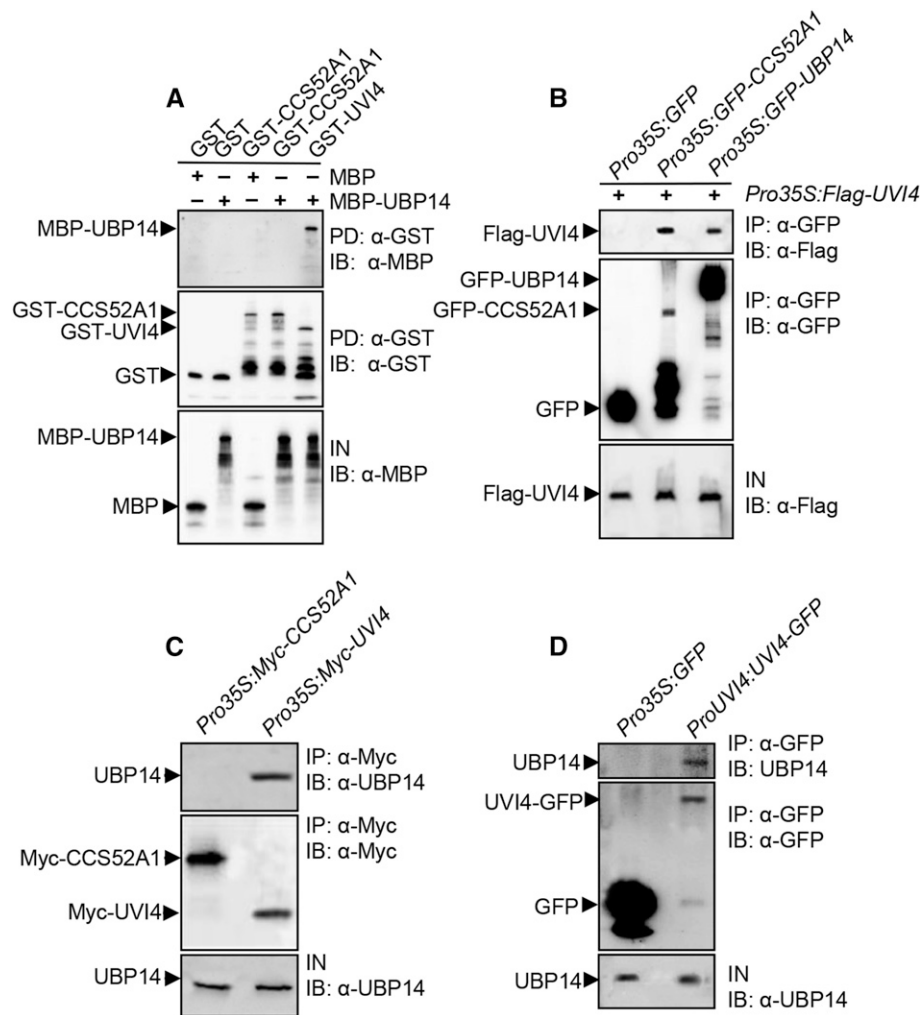 A
GST
GST
GST-CCS52A1
GST-CCS52A1
GST-UVI4
+ – + – – MBP
– + – + + MBP-UBP14
MBP-UBP14
PD: α-GST
IB: α-MBP
GST-CCS52A1
GST-UVI4
GST
PD: α-GST
IB: α-GST
MBP-UBP14
MBP
IN
IB: α-MBP
B
Pro35S:GFP
Pro35S:GFP-CCS52A1
Pro35S:GFP-UBP14
+ + + Pro35S:Flag-UVI4
Flag-UVI4
IP: α-GFP
IB: α-Flag
GFP-UBP14
GFP-CCS52A1
GFP
IP: α-GFP
IB: α-GFP
Flag-UVI4
IN
IB: α-Flag
C
Pro35S:Myc-CCS52A1
Pro35S:Myc-UVI4
UBP14
IP: α-Myc
IB: α-UBP14
Myc-CCS52A1
Myc-UVI4
IP: α-Myc
IB: α-Myc
UBP14
IN
IB: α-UBP14
D
Pro35S:GFP
ProUVI4:UVI4-GFP
UBP14
IP: α-GFP
IB: UBP14
UVI4-GFP
GFP
IP: α-GFP
IB: α-GFP
UBP14
IN
IB: α-UBP14